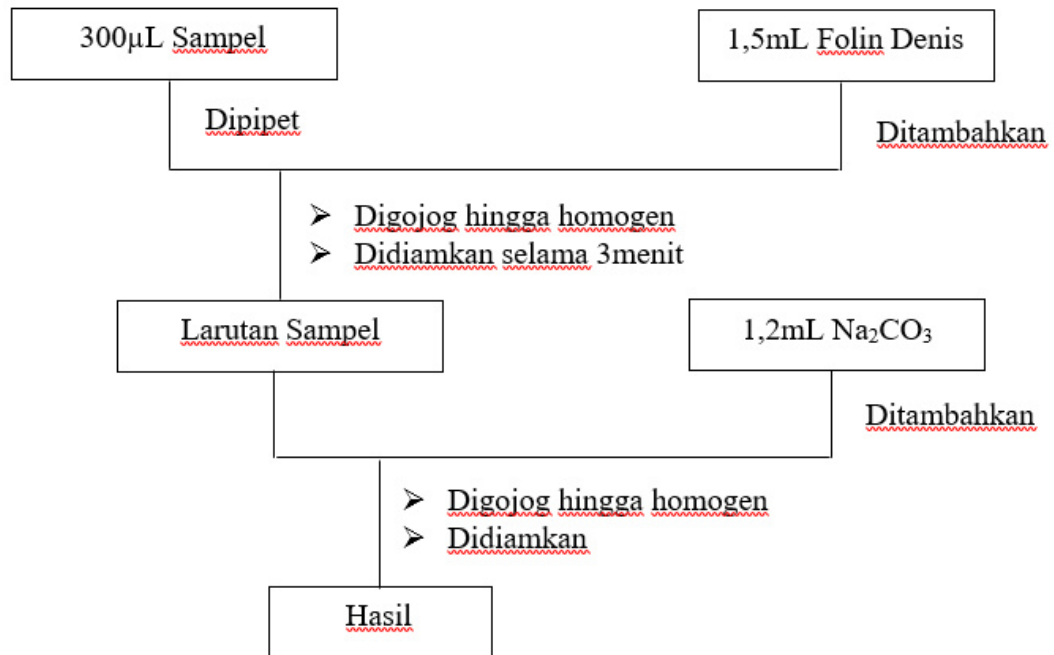 300µL Sampel
1,5mL Folin Denis
Dipipet
Ditambahkan
➢ Digojog hingga homogen
➢ Didiamkan selama 3menit
Larutan Sampel
1,2mL Na₂CO₃
Ditambahkan
➢ Digojog hingga homogen
➢ Didiamkan
Hasil